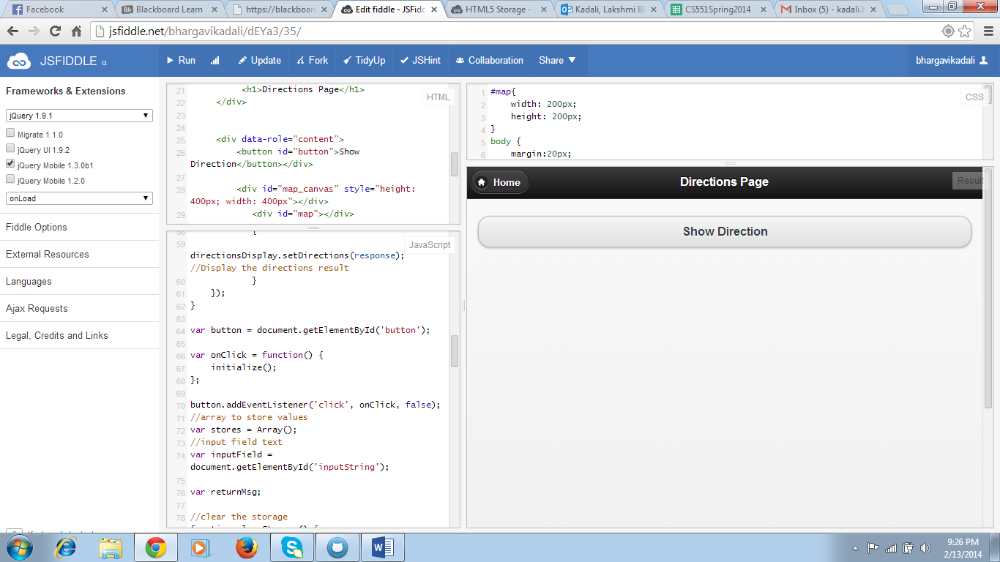 Facebook
Blackboard Learn
https://blackboard
Edit fiddle - JSFidd
HTML5 Storage -
Kadali, Lakshmi Bh
CS551Spring2014
Inbox (5) - kadali.b
jsfiddle.net/bhargavikadali/dEYa3/35/
JSFIDDLE α
Run
Update
Fork
TidyUp
JSHint
Collaboration
Share
bhargavikadali
Frameworks & Extensions
jQuery 1.9.1
Migrate 1.1.0
jQuery UI 1.9.2
jQuery Mobile 1.3.0b1
jQuery Mobile 1.2.0
onLoad
Fiddle Options
External Resources
Languages
Ajax Requests
Legal, Credits and Links
HTML
21 <h1>Directions Page</h1>
22 </div>
23
24
25 <div data-role="content">
26 <button id="button">Show
Direction</button></div>
27
28 <div id="map_canvas" style="height:
400px; width: 400px"></div>
29 <div id="map"></div>
JavaScript
58 {
59
directionsDisplay.setDirections(response);
//Display the directions result
60 }
61 });
62 }
63
64 var button = document.getElementById('button');
65
66 var onClick = function() {
67 initialize();
68 };
69
70 button.addEventListener('click', onClick, false);
71 //array to store values
72 var stores = Array();
73 //input field text
74 var inputField =
document.getElementById('inputString');
75
76 var returnMsg;
77
78 //clear the storage
CSS
1 #map{
2 width: 200px;
3 height: 200px;
4 }
5 body {
6 margin:20px;
Home
Directions Page
Result
Show Direction
9:26 PM
2/13/2014